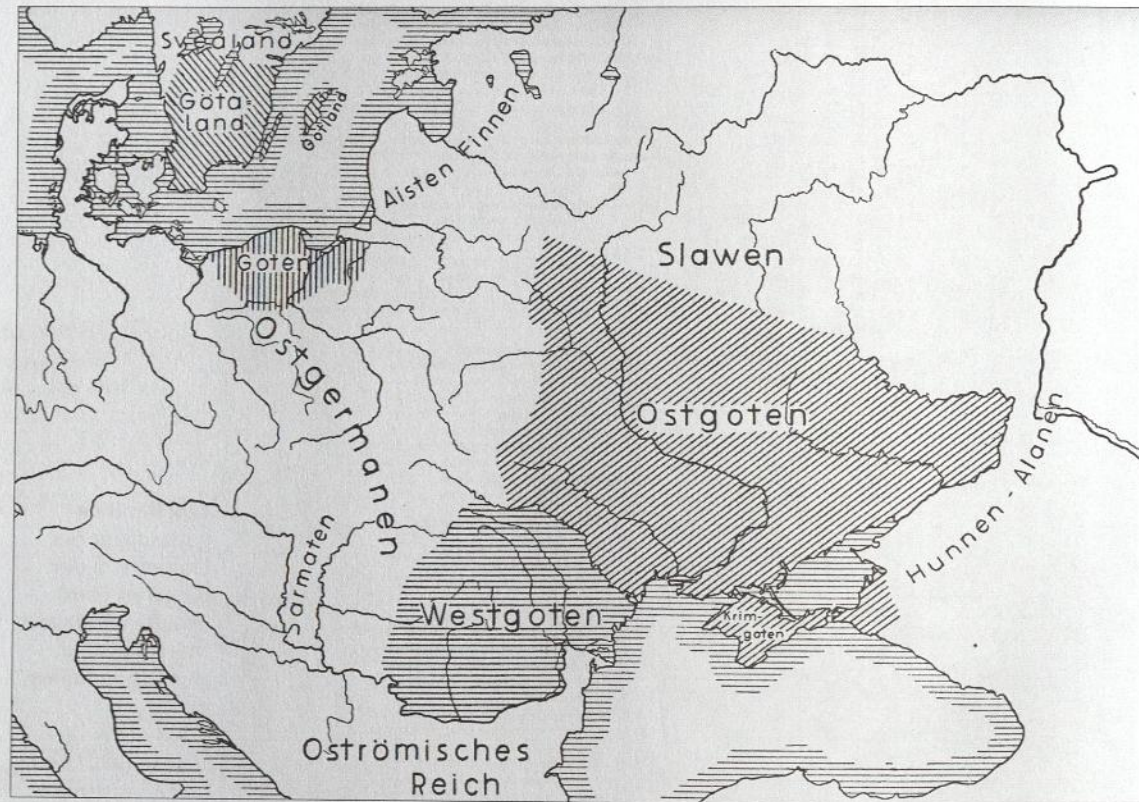 Svealand
Göta-
land
Gotland
Finnen
Aisten
Goten
Slawen
Ostgermanen
Ostgoten
Hunnen-Alanen
Sarmaten
Westgoten
Krim-
goten
Oströmisches
Reich